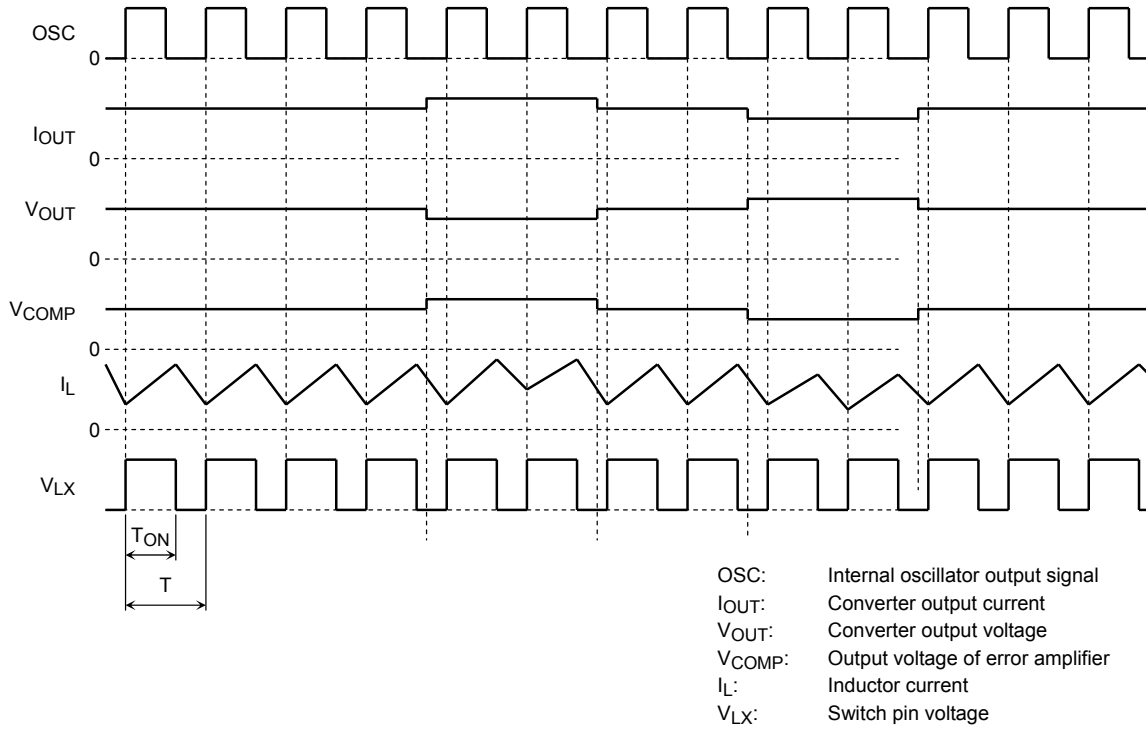 OSC
0
IOUT
0
VOUT
0
VCOMP
0
IL
0
VLX
TON
T
OSC: Internal oscillator output signal
IOUT: Converter output current
VOUT: Converter output voltage
VCOMP: Output voltage of error amplifier
IL: Inductor current
VLX: Switch pin voltage